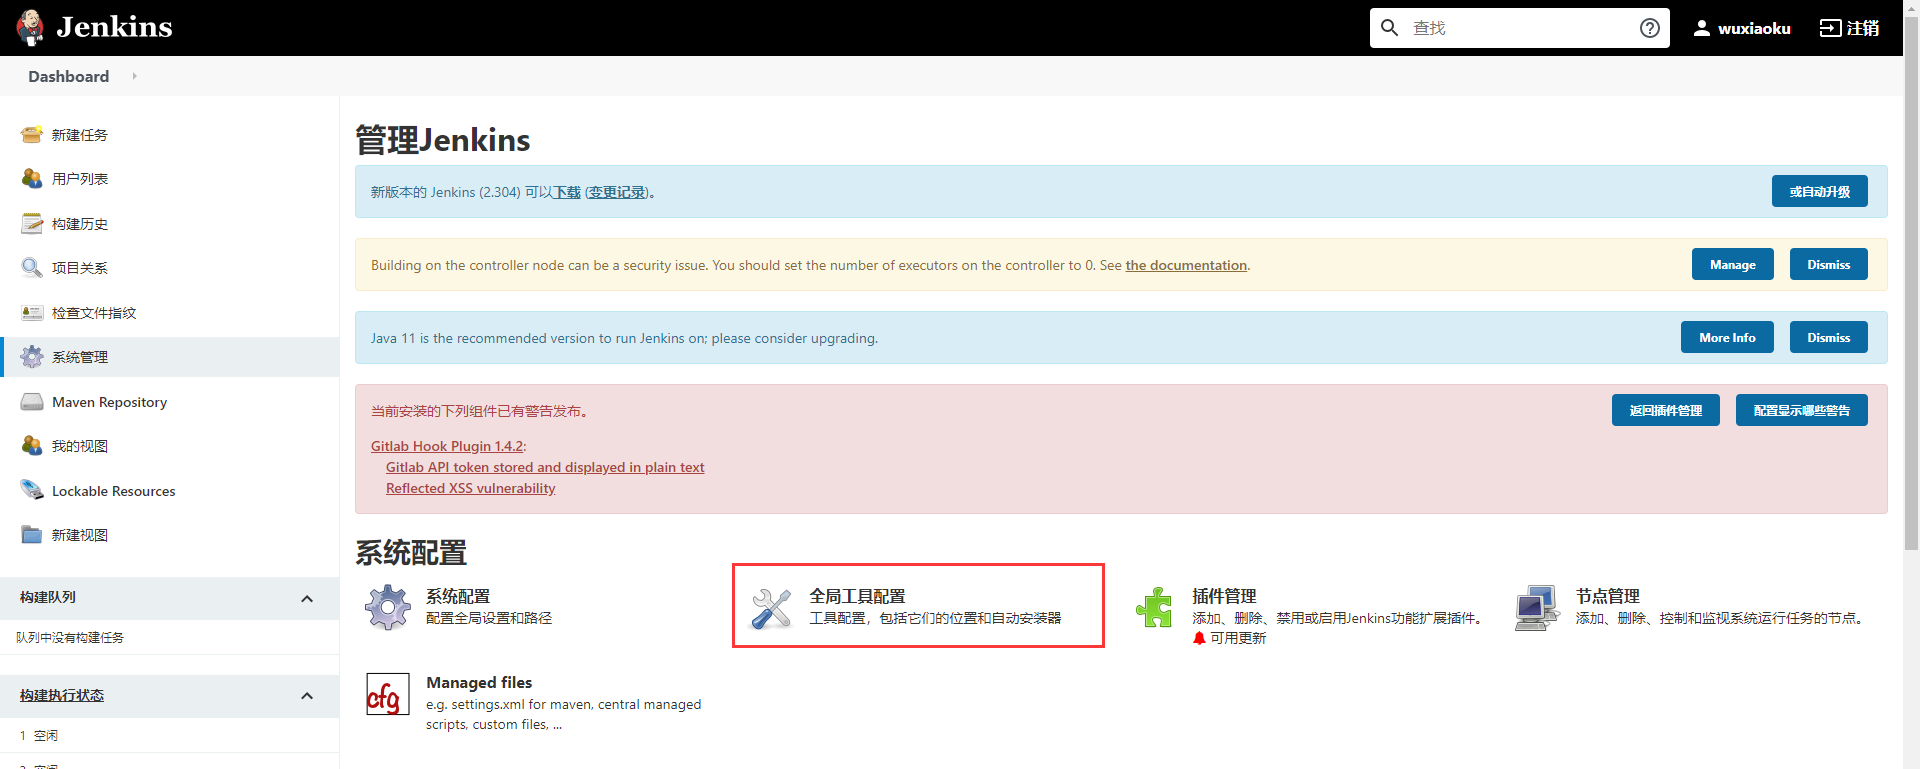 Jenkins
查找
wuxiaoku
注销
Dashboard
新建任务
用户列表
构建历史
项目关系
检查文件指纹
系统管理
Maven Repository
我的视图
Lockable Resources
新建视图
构建队列
队列中没有构建任务
构建执行状态
1 空闲
管理Jenkins
新版本的 Jenkins (2.304) 可以下载 (变更记录)。
或自动升级
Building on the controller node can be a security issue. You should set the number of executors on the controller to 0. See the documentation.
Manage
Dismiss
Java 11 is the recommended version to run Jenkins on; please consider upgrading.
More Info
Dismiss
当前安装的下列组件已有警告发布。
返回插件管理
配置显示哪些警告
Gitlab Hook Plugin 1.4.2:
Gitlab API token stored and displayed in plain text
Reflected XSS vulnerability
系统配置
系统配置
配置全局设置和路径
全局工具配置
工具配置，包括它们的位置和自动安装器
插件管理
添加、删除、禁用或启用Jenkins功能扩展插件。
可用更新
节点管理
添加、删除、控制和监视系统运行任务的节点。
cfg
Managed files
e.g. settings.xml for maven, central managed
scripts, custom files, ...